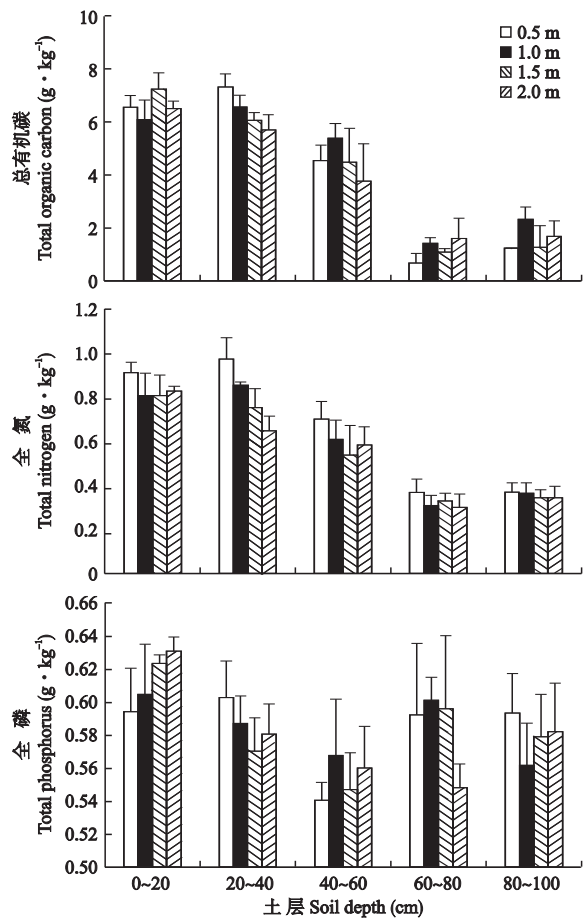 10
8
6
4
2
0
总有机碳
Total organic carbon (g·kg⁻¹)
0.5 m
1.0 m
1.5 m
2.0 m
1.2
1.0
0.8
0.6
0.4
0.2
0
全 氮
Total nitrogen (g·kg⁻¹)
0.66
0.64
0.62
0.60
0.58
0.56
0.54
0.52
0.50
全 磷
Total phosphorus (g·kg⁻¹)
0~20 20~40 40~60 60~80 80~100
土 层 Soil depth (cm)